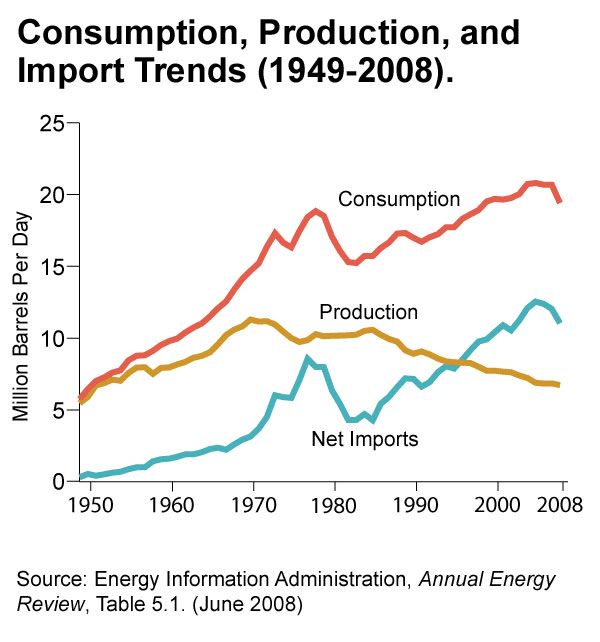 Consumption, Production, and
Import Trends (1949-2008).
Million Barrels Per Day
25
20
15
10
5
0
Consumption
Production
Net Imports
1950 1960 1970 1980 1990 2000 2008
Source: Energy Information Administration, Annual Energy
Review, Table 5.1. (June 2008)